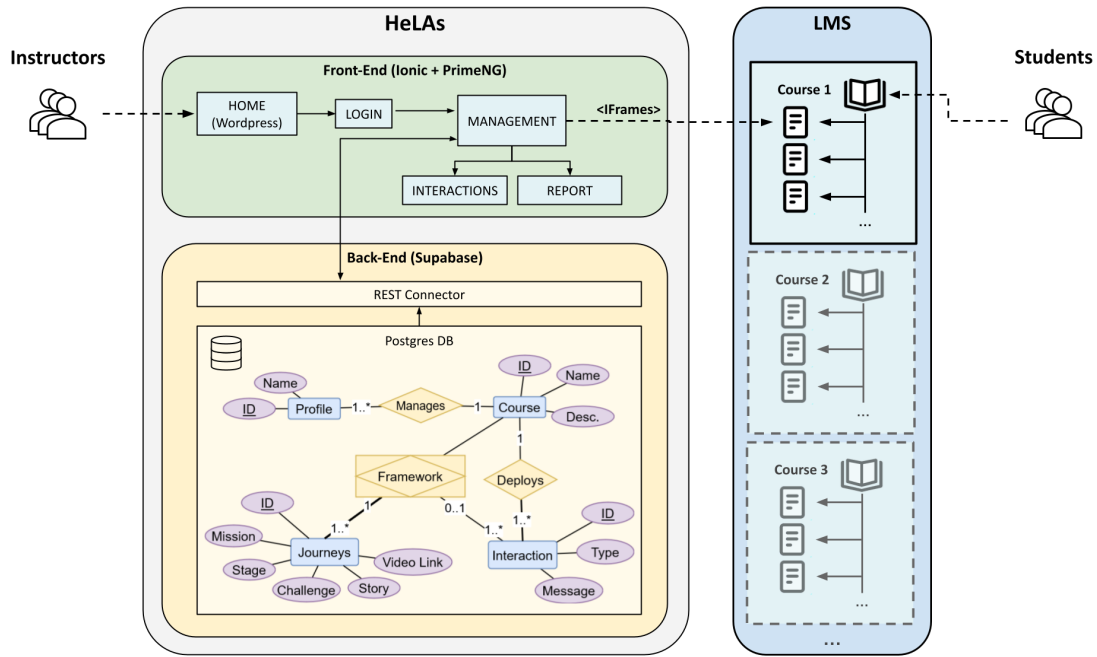 HeLAs
LMS
Instructors
Students
Front-End (Ionic + PrimeNG)
HOME
(Wordpress)
LOGIN
MANAGEMENT
<IFrames>
INTERACTIONS
REPORT
Course 1
...
Back-End (Supabase)
REST Connector
Postgres DB
ID
Name
Name
ID
Profile
1..*
Manages
1
Course
Desc.
1
Framework
Deploys
1
0..1
1..*
1..*
1..*
ID
ID
Mission
Journeys
Interaction
Type
Stage
Video Link
Challenge
Story
Message
Course 2
...
Course 3
...
...